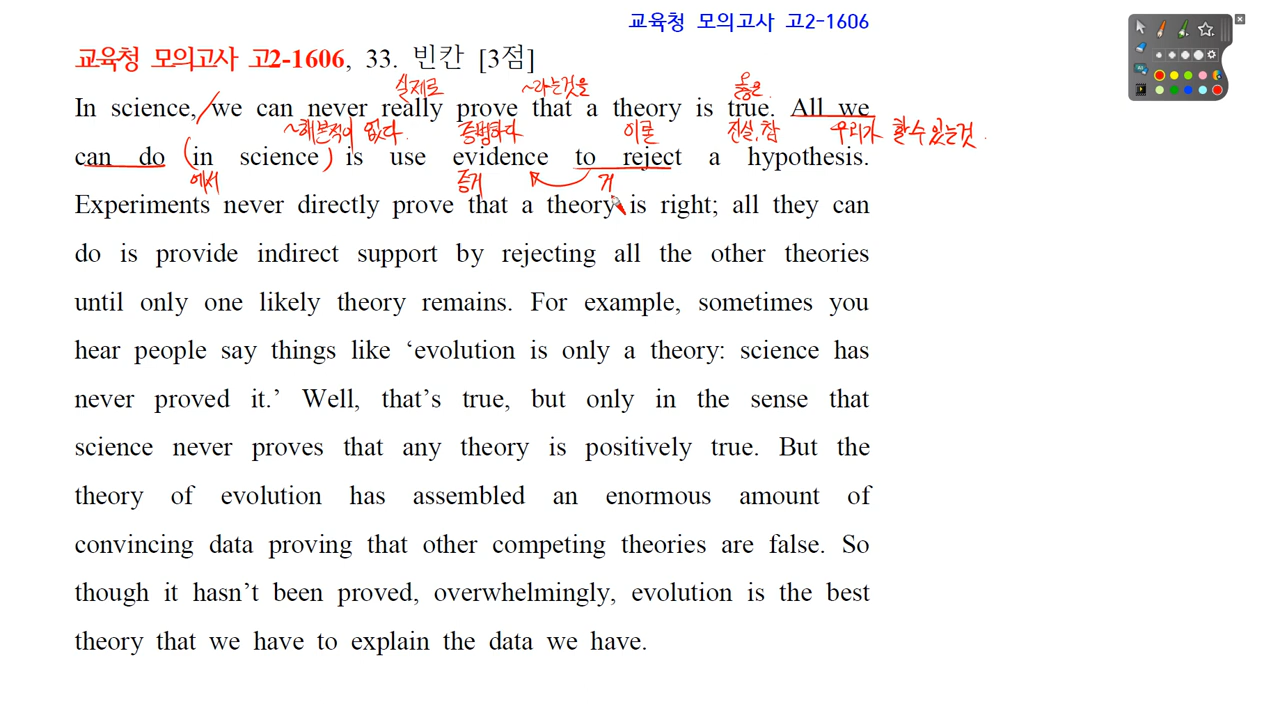 교육청 모의고사 고2-1606
교육청 모의고사 고2-1606, 33. 빈칸 [3점]
실제로 ~라는것을 옳은
In science, we can never really prove that a theory is true. All we
~해본적이 없다. 증명하다 이론 진실, 참 우리가 할 수 있는것
can do (in science) is use evidence to reject a hypothesis.
에서 증거 거
Experiments never directly prove that a theory is right; all they can
do is provide indirect support by rejecting all the other theories
until only one likely theory remains. For example, sometimes you
hear people say things like ‘evolution is only a theory: science has
never proved it.’ Well, that’s true, but only in the sense that
science never proves that any theory is positively true. But the
theory of evolution has assembled an enormous amount of
convincing data proving that other competing theories are false. So
though it hasn’t been proved, overwhelmingly, evolution is the best
theory that we have to explain the data we have.